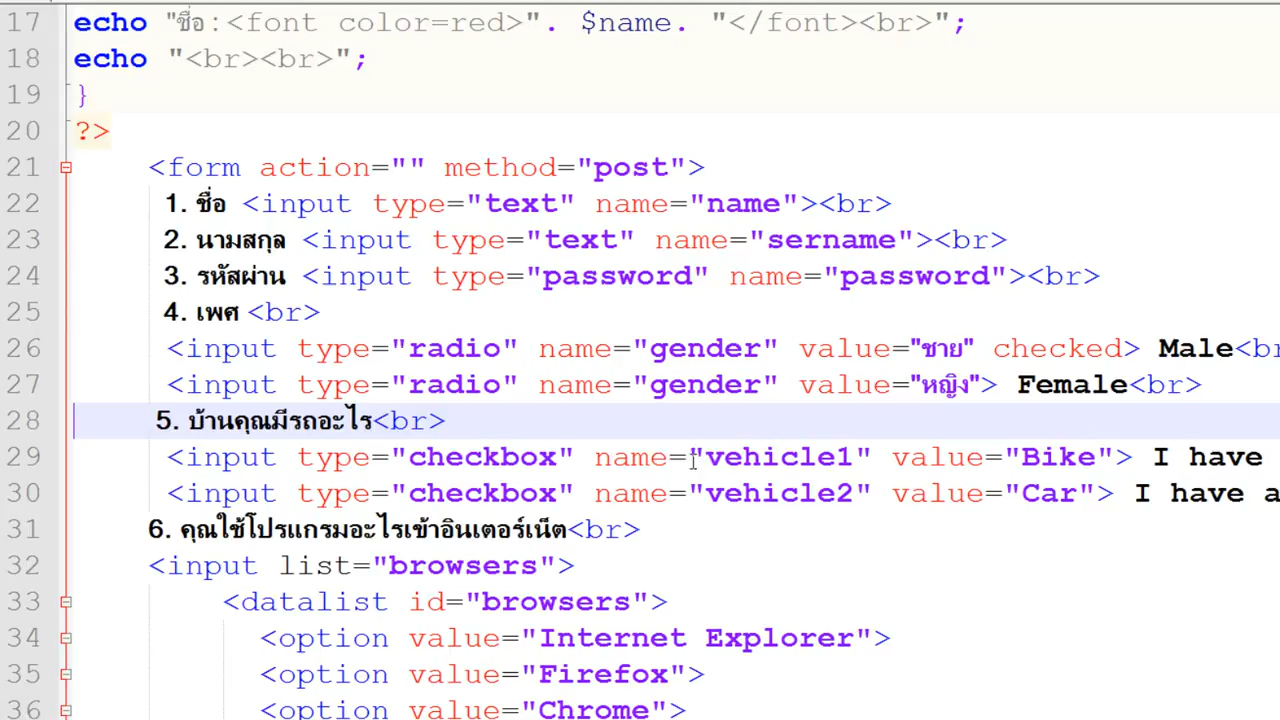 17 echo "ชื่อ :<font color=red>". $name. "</font><br>";
18 echo "<br><br>";
19 }
20 ?>
21 <form action="" method="post">
22 1. ชื่อ <input type="text" name="name"><br>
23 2. นามสกุล <input type="text" name="sername"><br>
24 3. รหัสผ่าน <input type="password" name="password"><br>
25 4. เพศ <br>
26 <input type="radio" name="gender" value="ชาย" checked> Male<br
27 <input type="radio" name="gender" value="หญิง"> Female<br>
28 5. บ้านคุณมีรถอะไร<br>
29 <input type="checkbox" name="vehicle1" value="Bike"> I have
30 <input type="checkbox" name="vehicle2" value="Car"> I have a
31 6. คุณใช้โปรแกรมอะไรเข้าอินเตอร์เน็ต<br>
32 <input list="browsers">
33 <datalist id="browsers">
34 <option value="Internet Explorer">
35 <option value="Firefox">
36 <option value="Chrome">